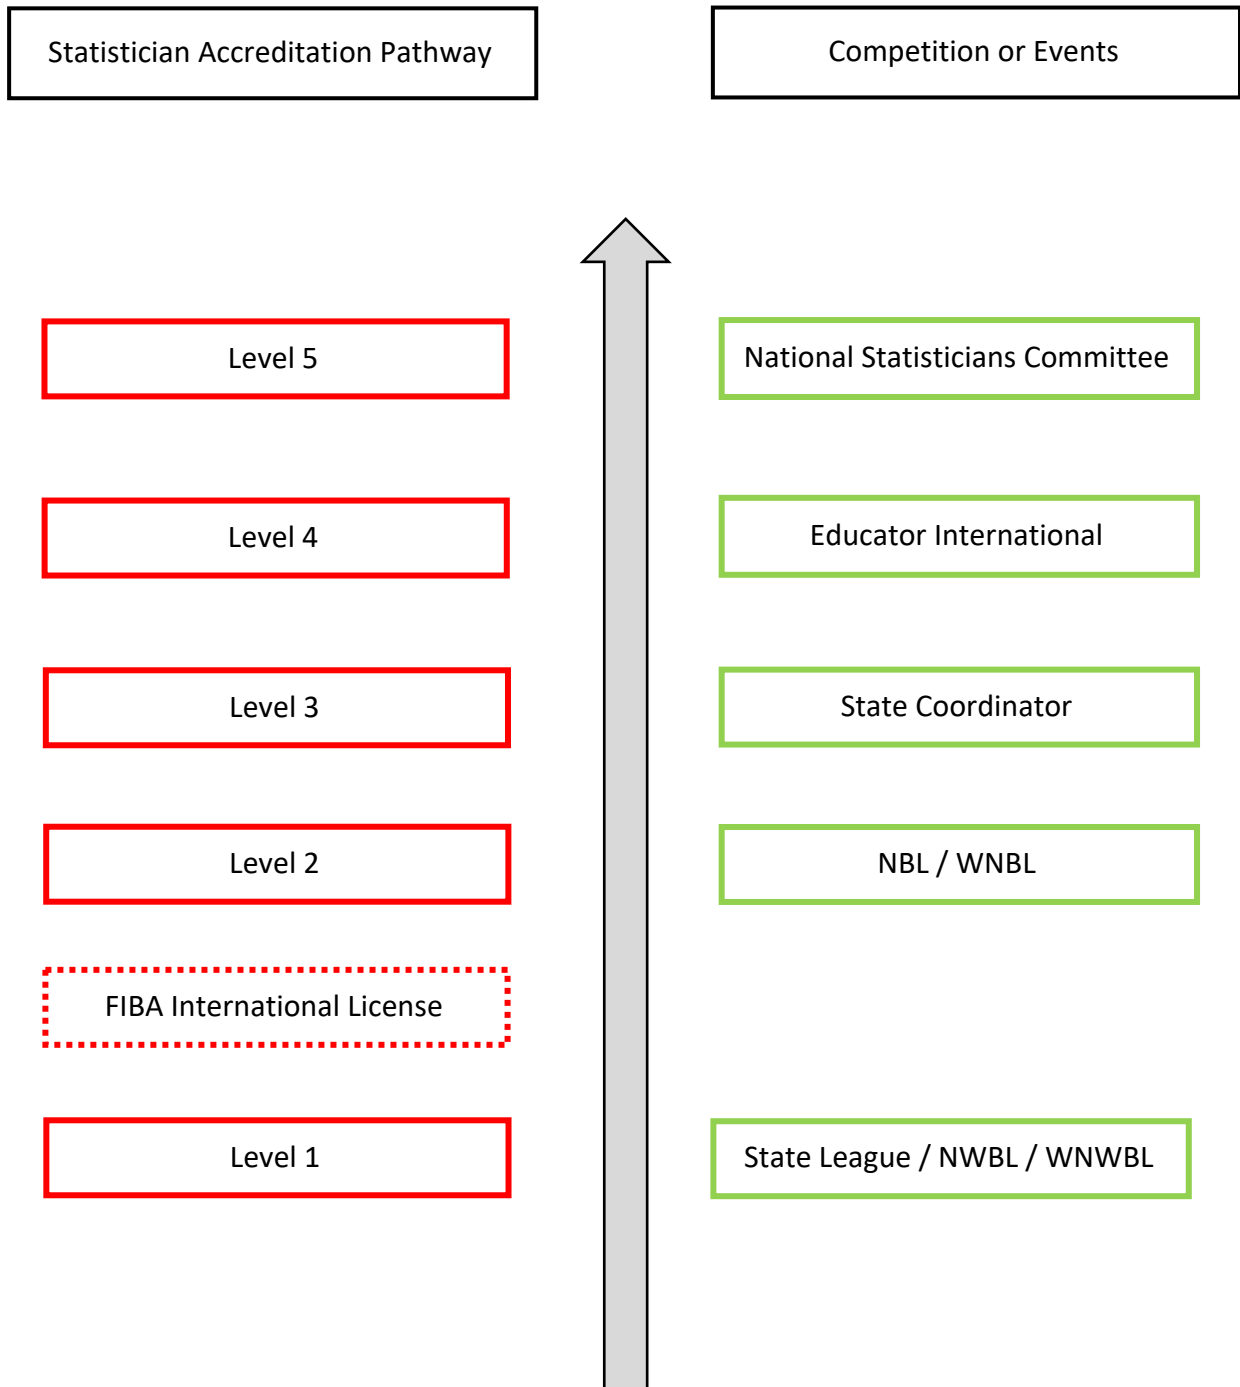 Statistician Accreditation Pathway
Competition or Events
Level 5
National Statisticians Committee
Level 4
Educator International
Level 3
State Coordinator
Level 2
NBL / WNBL
FIBA International License
Level 1
State League / NWBL / WNWBL